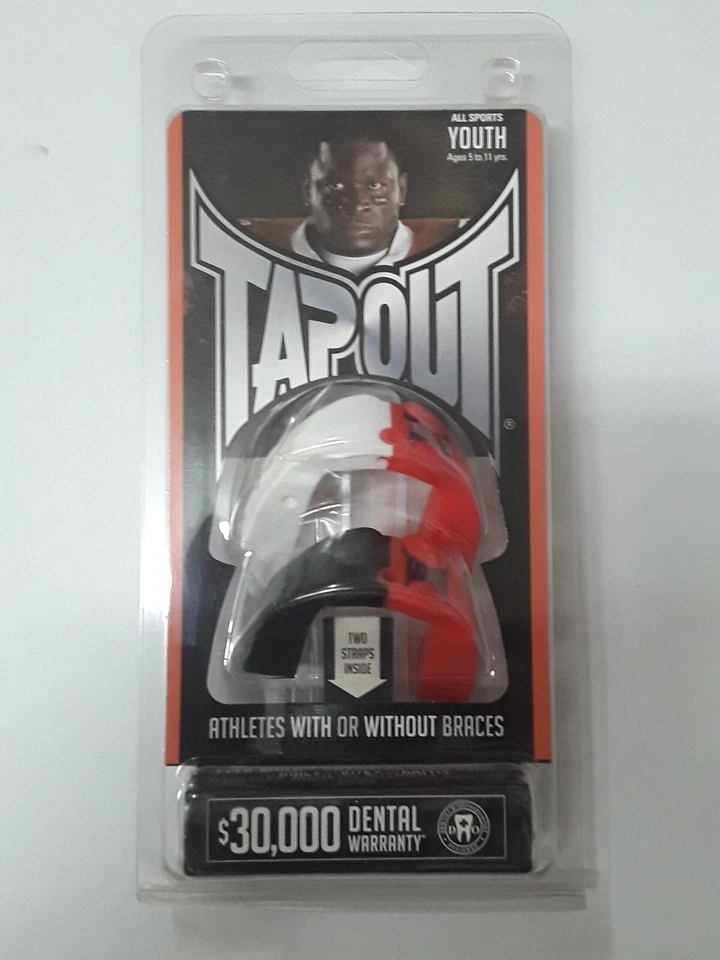 ALL SPORTS
YOUTH
Ages 5 to 11 yrs.
TAPOUT®
TWO
STRAPS
INSIDE
ATHLETES WITH OR WITHOUT BRACES
$30,000 DENTAL
WARRANTY*
D O